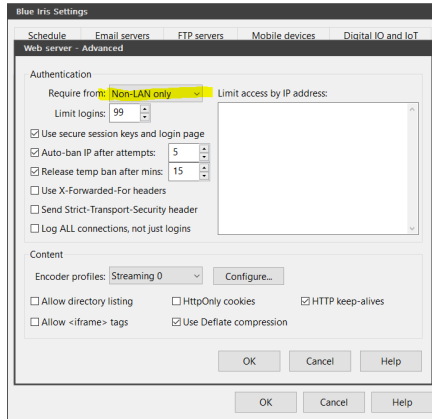 Blue Iris Settings
Schedule Email servers FTP servers Mobile devices Digital IO and IoT
Web server - Advanced
Authentication
Require from: Non-LAN only Limit access by IP address:
Limit logins: 99
Use secure session keys and login page
Auto-ban IP after attempts: 5
Release temp ban after mins: 15
Use X-Forwarded-For headers
Send Strict-Transport-Security header
Log ALL connections, not just logins
Content
Encoder profiles: Streaming 0 Configure...
Allow directory listing HttpOnly cookies HTTP keep-alives
Allow <iframe> tags Use Deflate compression
OK Cancel Help
OK Cancel Help